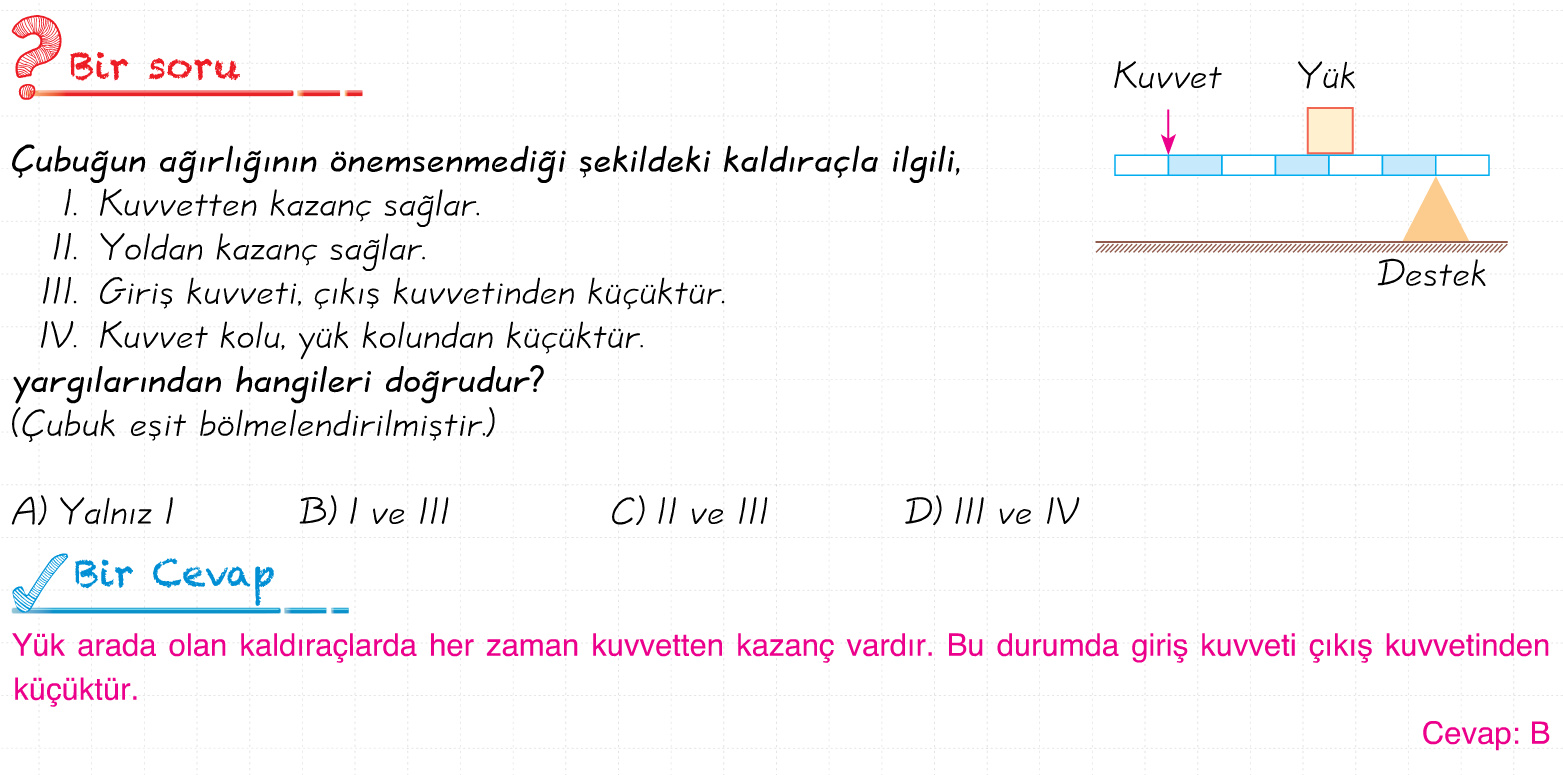 Bir soru
Kuvvet Yük
Çubuğun ağırlığının önemsenmediği şekildeki kaldıraçla ilgili,
I. Kuvvetten kazanç sağlar.
II. Yoldan kazanç sağlar.
III. Giriş kuvveti, çıkış kuvvetinden küçüktür.
IV. Kuvvet kolu, yük kolundan küçüktür.
Destek
yargılarından hangileri doğrudur?
(Çubuk eşit bölmelendirilmiştir.)
A) Yalnız I B) I ve III C) II ve III D) III ve IV
Bir Cevap
Yük arada olan kaldıraçlarda her zaman kuvvetten kazanç vardır. Bu durumda giriş kuvveti çıkış kuvvetinden
küçüktür.
Cevap: B